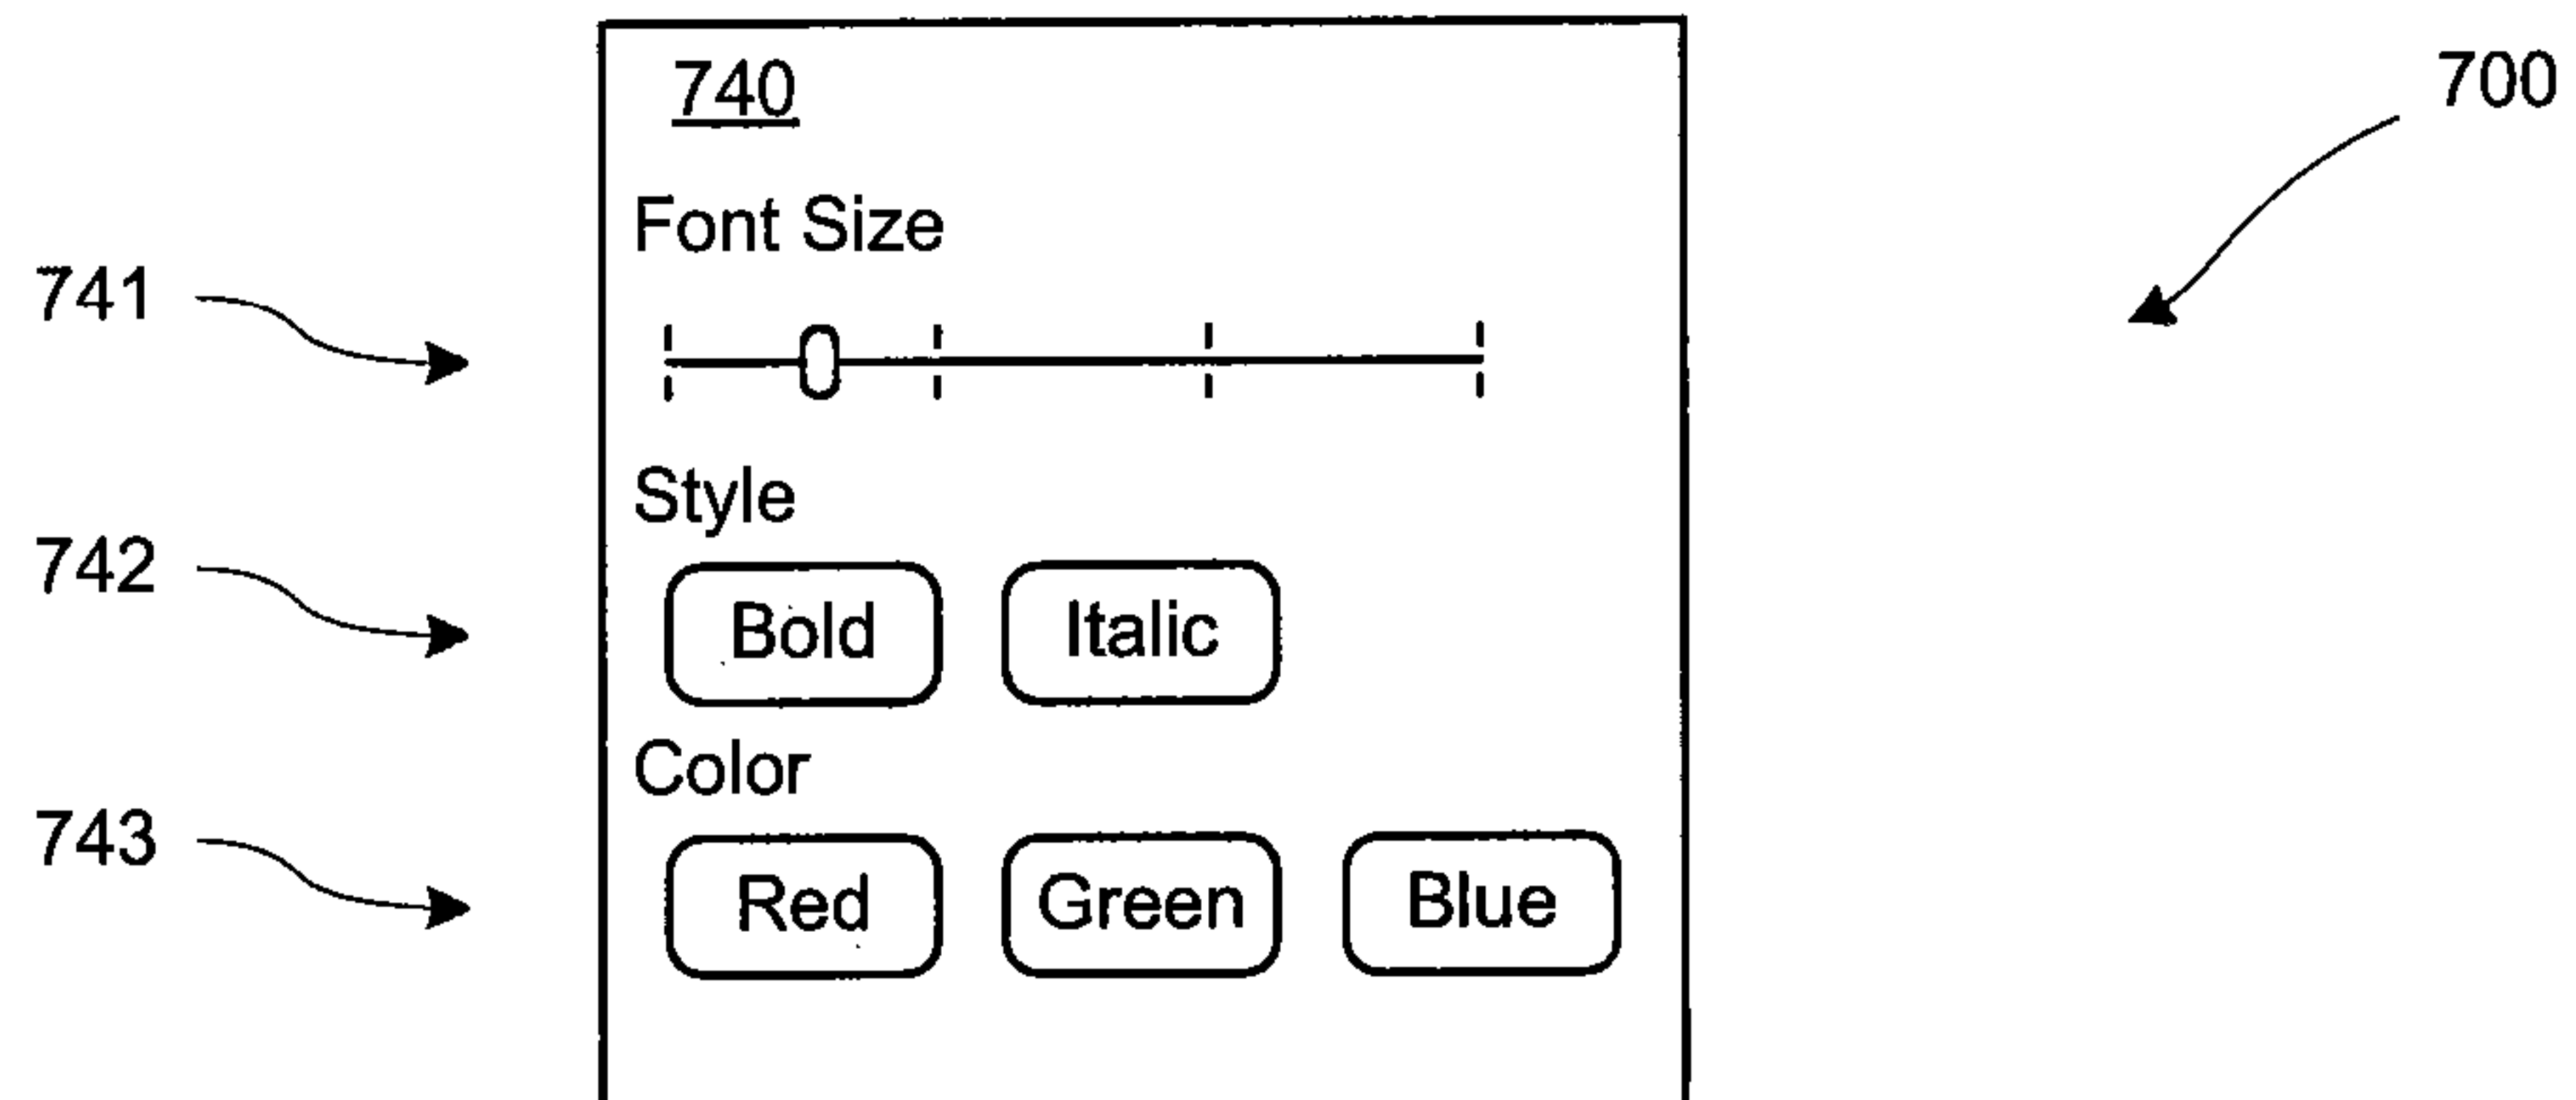 740
700
Font Size
741
Style
742
Bold Italic
Color
743
Red Green Blue